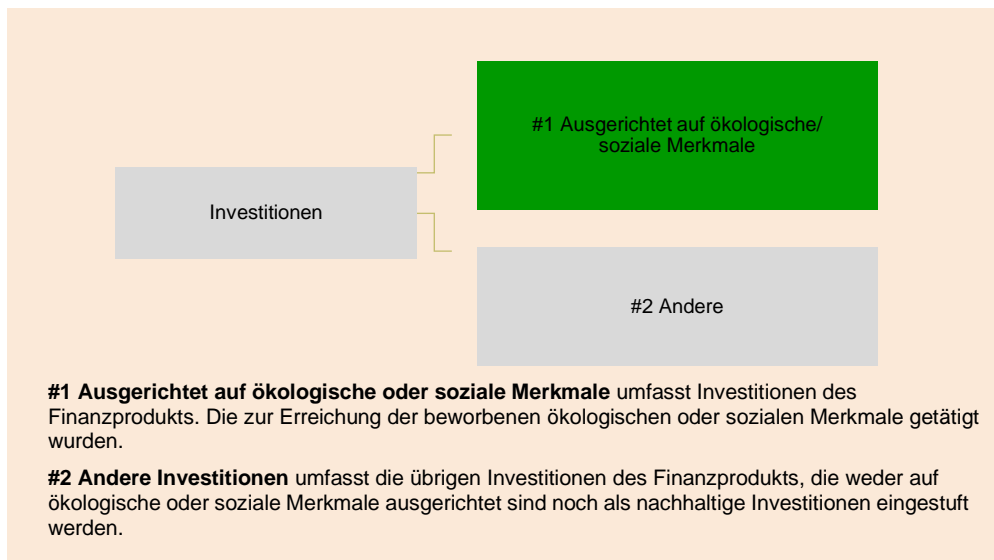 #1 Ausgerichtet auf ökologische/
soziale Merkmale
Investitionen
#2 Andere
#1 Ausgerichtet auf ökologische oder soziale Merkmale umfasst Investitionen des
Finanzprodukts. Die zur Erreichung der beworbenen ökologischen oder sozialen Merkmale getätigt
wurden.
#2 Andere Investitionen umfasst die übrigen Investitionen des Finanzprodukts, die weder auf
ökologische oder soziale Merkmale ausgerichtet sind noch als nachhaltige Investitionen eingestuft
werden.